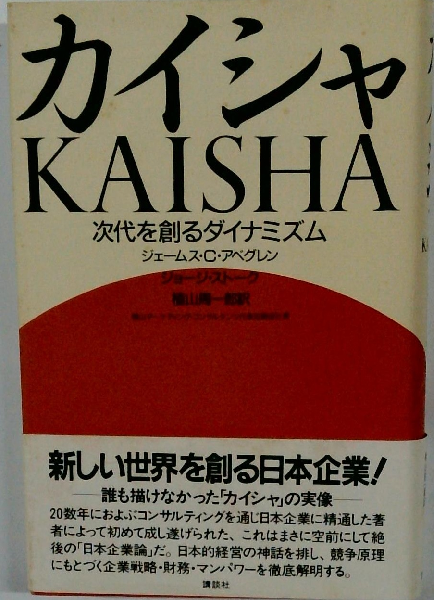 カイシャ
KAISHA
次代を創るダイナミズム
ジェームス・C・アベグレン
ジョージ・ストーク
植山周一郎訳
新しい世界を創る日本企業!
―誰も描けなかった「カイシャ」の実像―
20数年におよぶコンサルティングを通じ日本企業に精通した著
者によって初めて成し遂げられた、これはまさに空前にして絶
後の「日本企業論」だ。日本的経営の神話を排し、競争原理
にもとづく企業戦略・財務・マンパワーを徹底解明する。
講談社